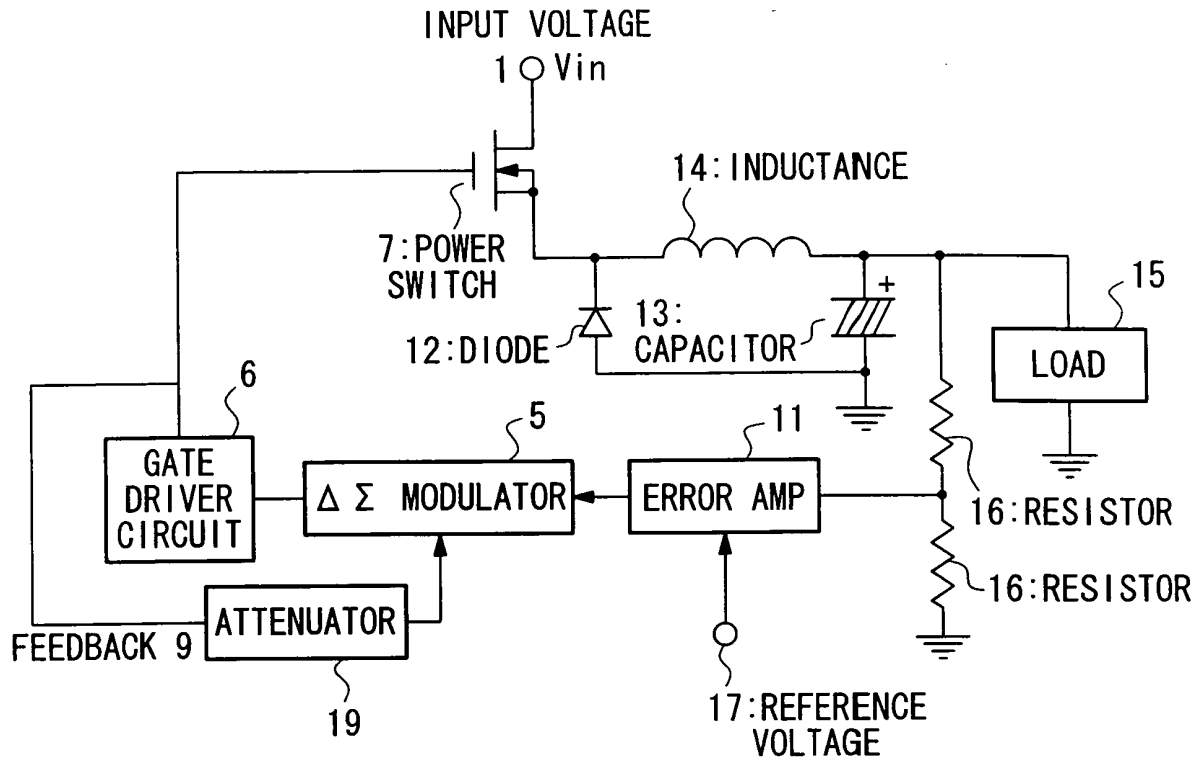 INPUT VOLTAGE
1 Vin
14:INDUCTANCE
7:POWER
SWITCH
15
12:DIODE
13:
CAPACITOR
+
LOAD
6
5
11
GATE
DRIVER
CIRCUIT
Δ Σ MODULATOR
ERROR AMP
16:RESISTOR
16:RESISTOR
ATTENUATOR
FEEDBACK 9
19
17:REFERENCE
VOLTAGE